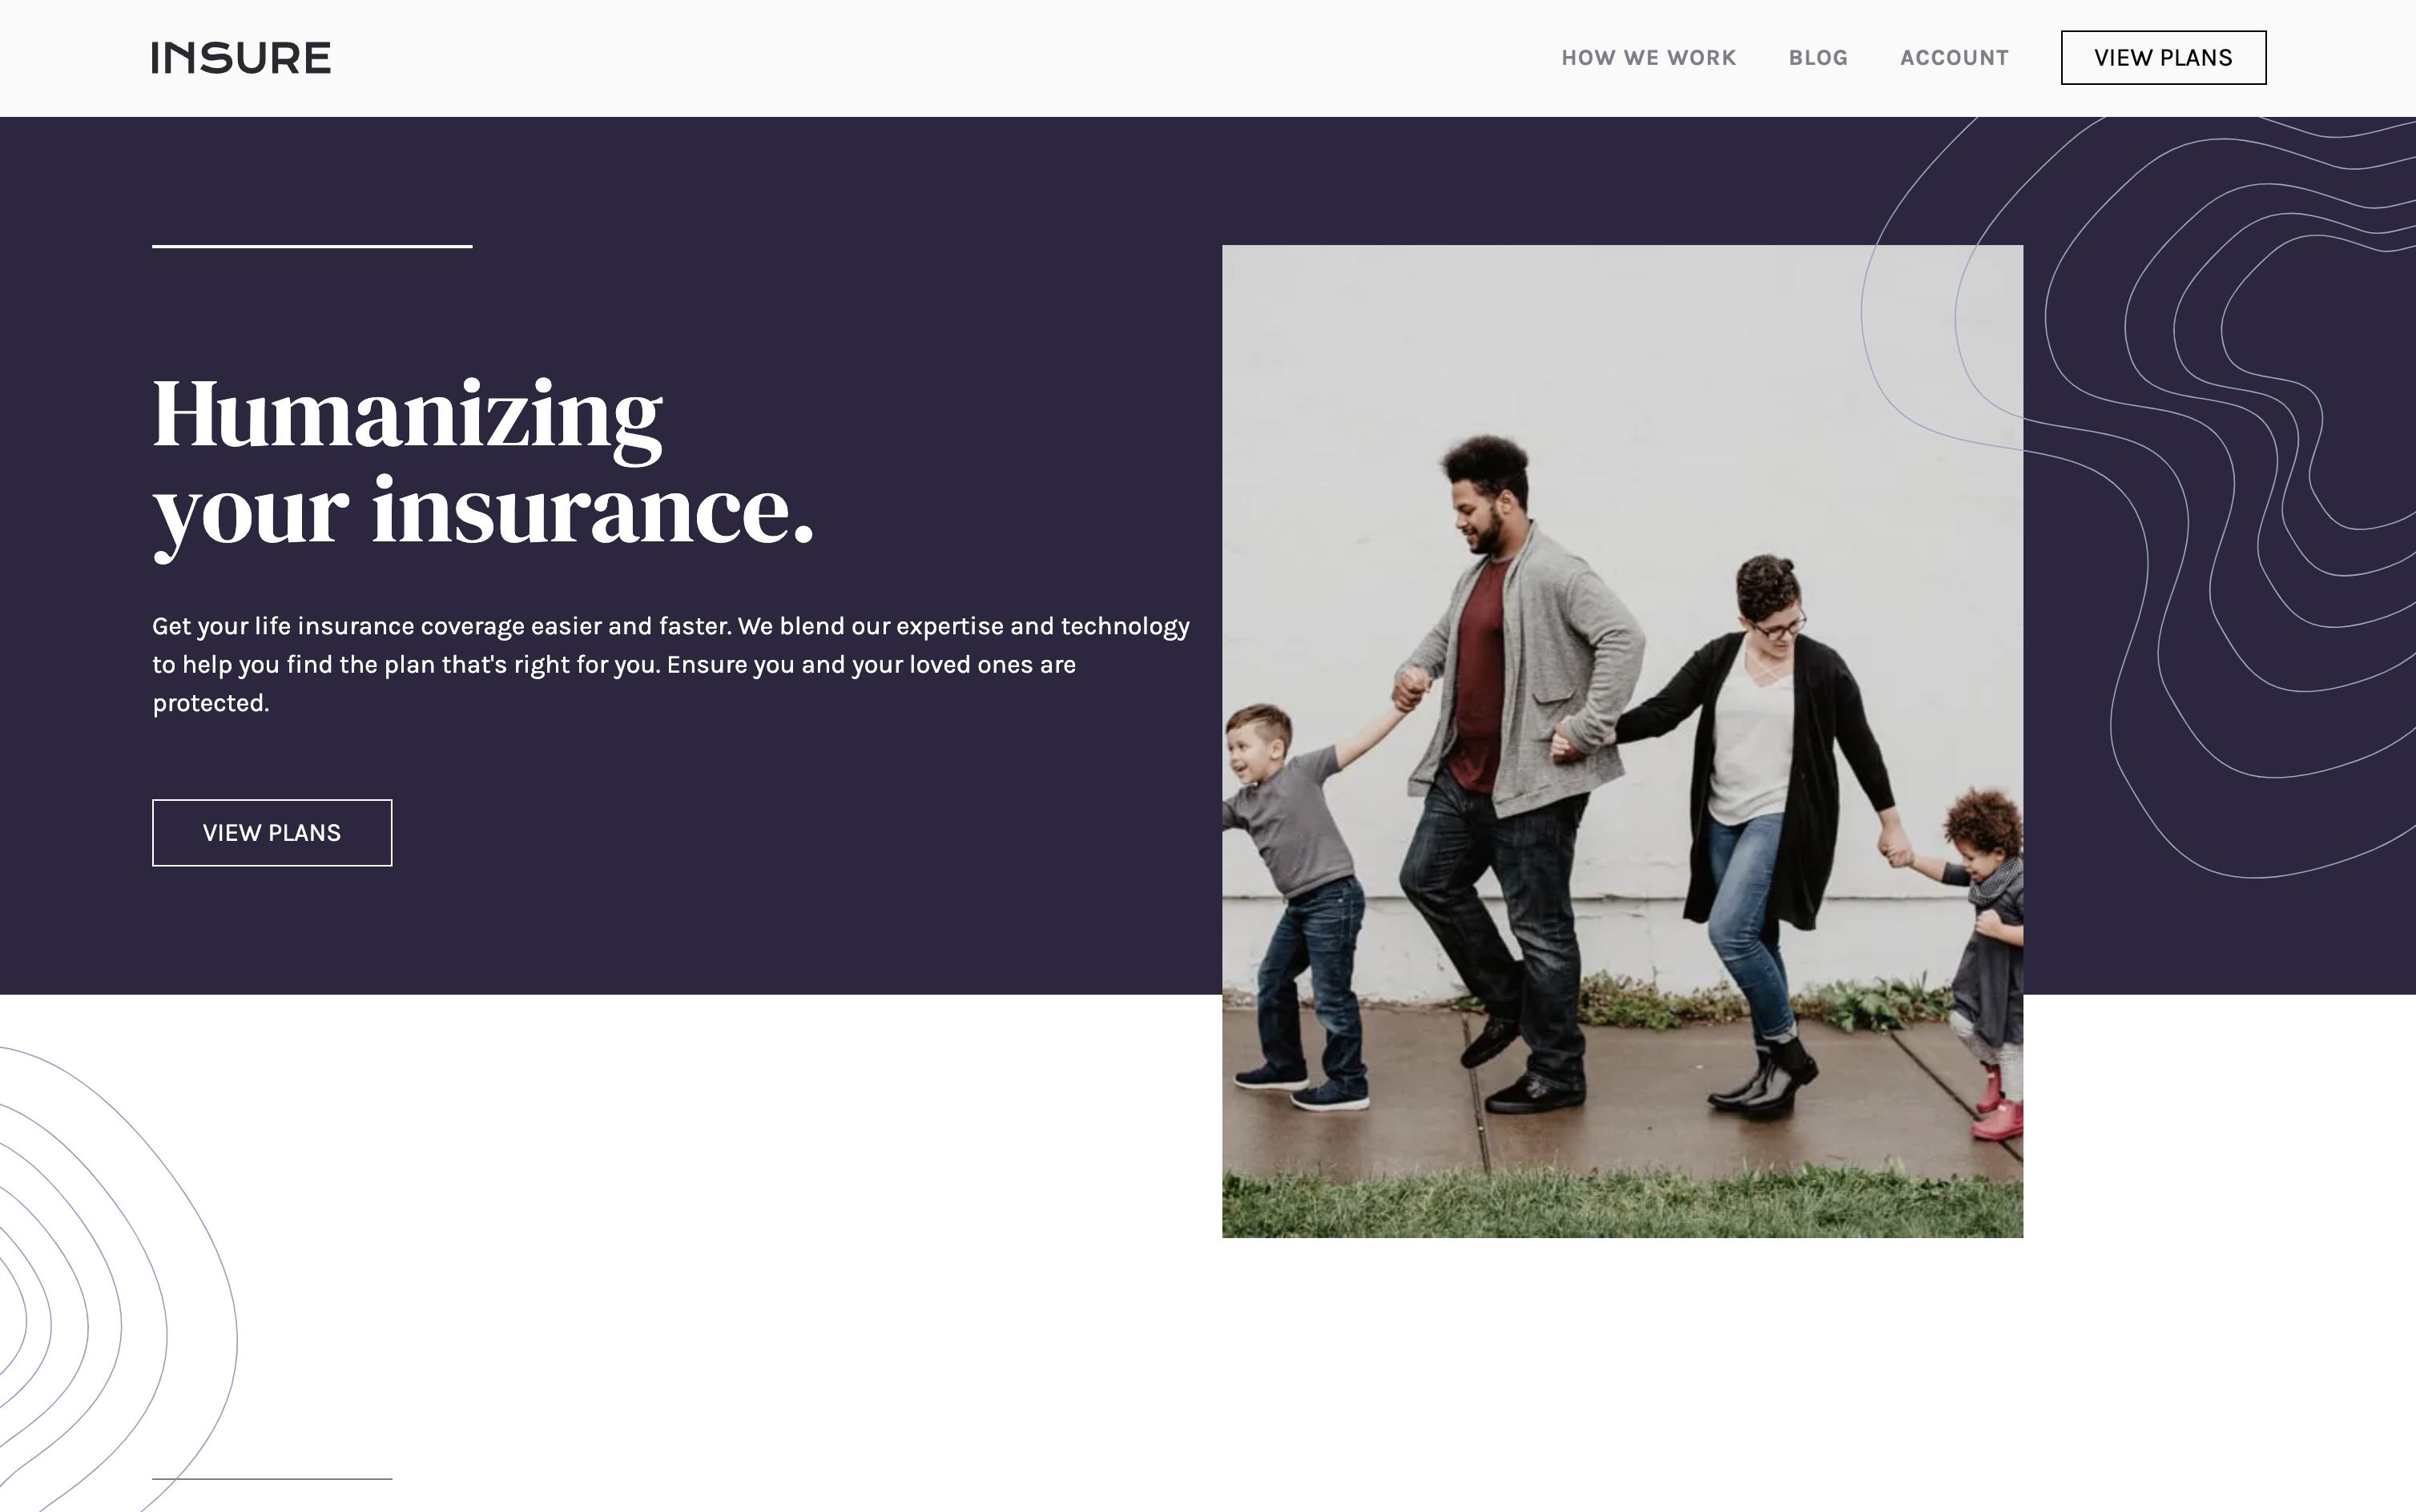 INSURE
HOW WE WORK
BLOG
ACCOUNT
VIEW PLANS
Humanizing
your insurance.
Get your life insurance coverage easier and faster. We blend our expertise and technology
to help you find the plan that's right for you. Ensure you and your loved ones are
protected.
VIEW PLANS